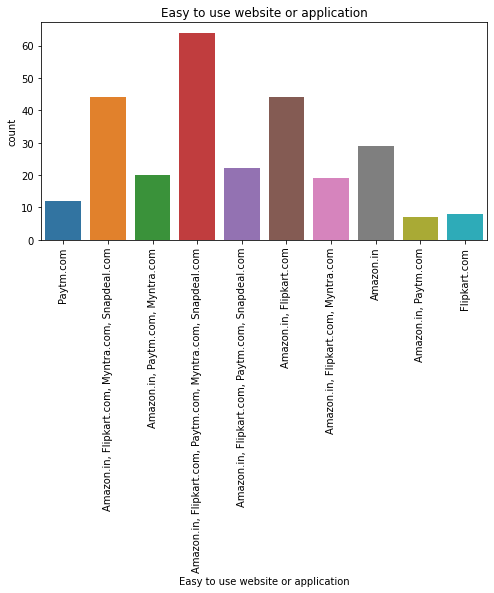 Easy to use website or application
count
60
50
40
30
20
10
0
Paytm.com
Amazon.in, Flipkart.com, Myntra.com, Snapdeal.com
Amazon.in, Paytm.com, Myntra.com
Amazon.in, Flipkart.com, Paytm.com, Myntra.com, Snapdeal.com
Amazon.in, Flipkart.com, Paytm.com, Snapdeal.com
Amazon.in, Flipkart.com
Amazon.in, Flipkart.com, Myntra.com
Amazon.in
Amazon.in, Paytm.com
Flipkart.com
Easy to use website or application